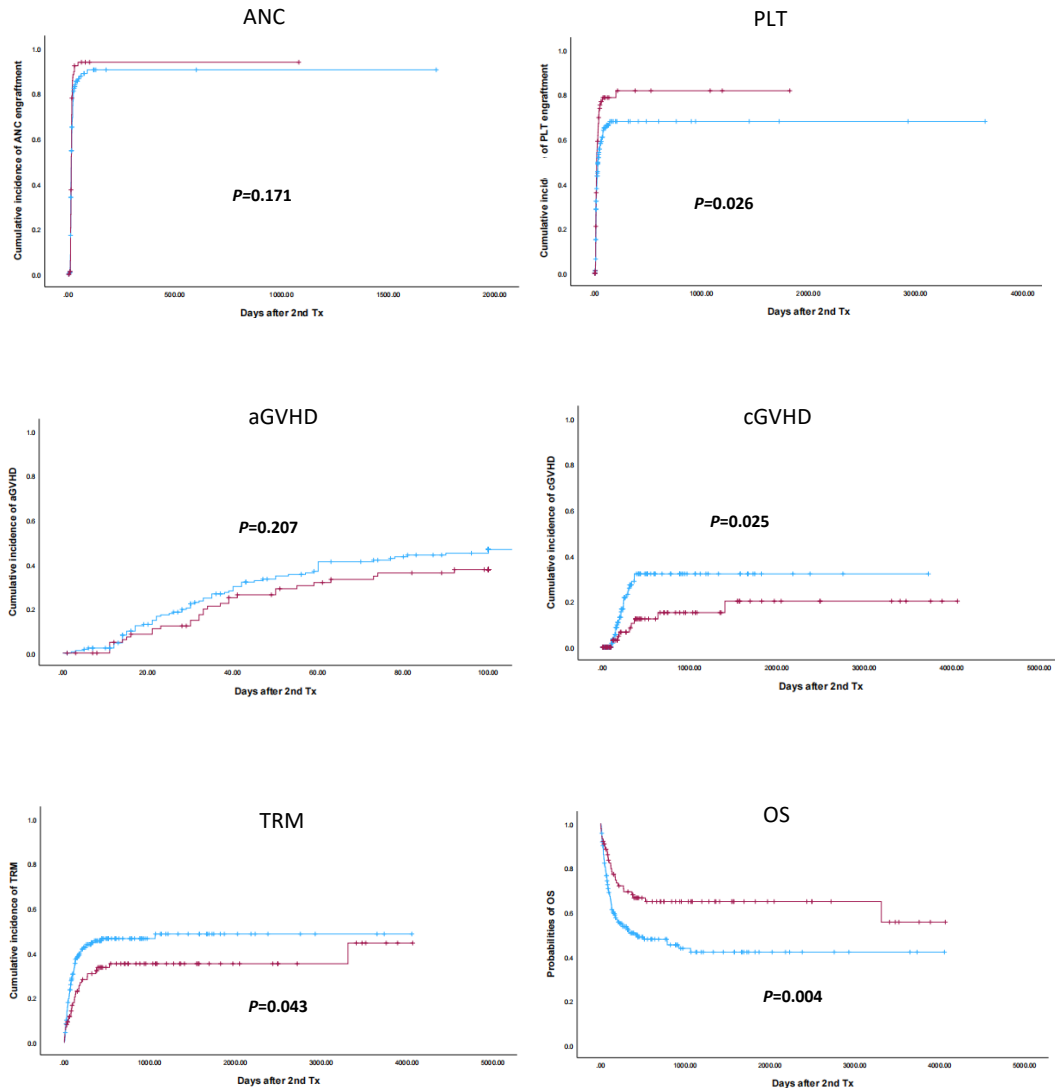 ANC
Cumulative incidence of ANC engraftment
1.0
0.8
0.6
0.4
0.2
0.0
P=0.171
.00 500.00 1000.00 1500.00 2000.00
Days after 2nd Tx
PLT
Cumulative incid of PLT engraftment
1.0
0.8
0.6
0.4
0.2
0.0
P=0.026
.00 1000.00 2000.00 3000.00 4000.00
Days after 2nd Tx
aGVHD
Cumulative incidence of aGVHD
1.0
0.8
0.6
0.4
0.2
0.0
P=0.207
.00 20.00 40.00 60.00 80.00 100.00
Days after 2nd Tx
cGVHD
Cumulative incidence of cGVHD
1.0
0.8
0.6
0.4
0.2
0.0
P=0.025
.00 1000.00 2000.00 3000.00 4000.00 5000.00
Days after 2nd Tx
TRM
Cumulative incidence of TRM
1.0
0.8
0.6
0.4
0.2
0.0
P=0.043
.00 1000.00 2000.00 3000.00 4000.00 5000.00
Days after 2nd Tx
OS
Probabilities of OS
1.0
0.8
0.6
0.4
0.2
0.0
P=0.004
.00 1000.00 2000.00 3000.00 4000.00 5000.00
Days after 2nd Tx